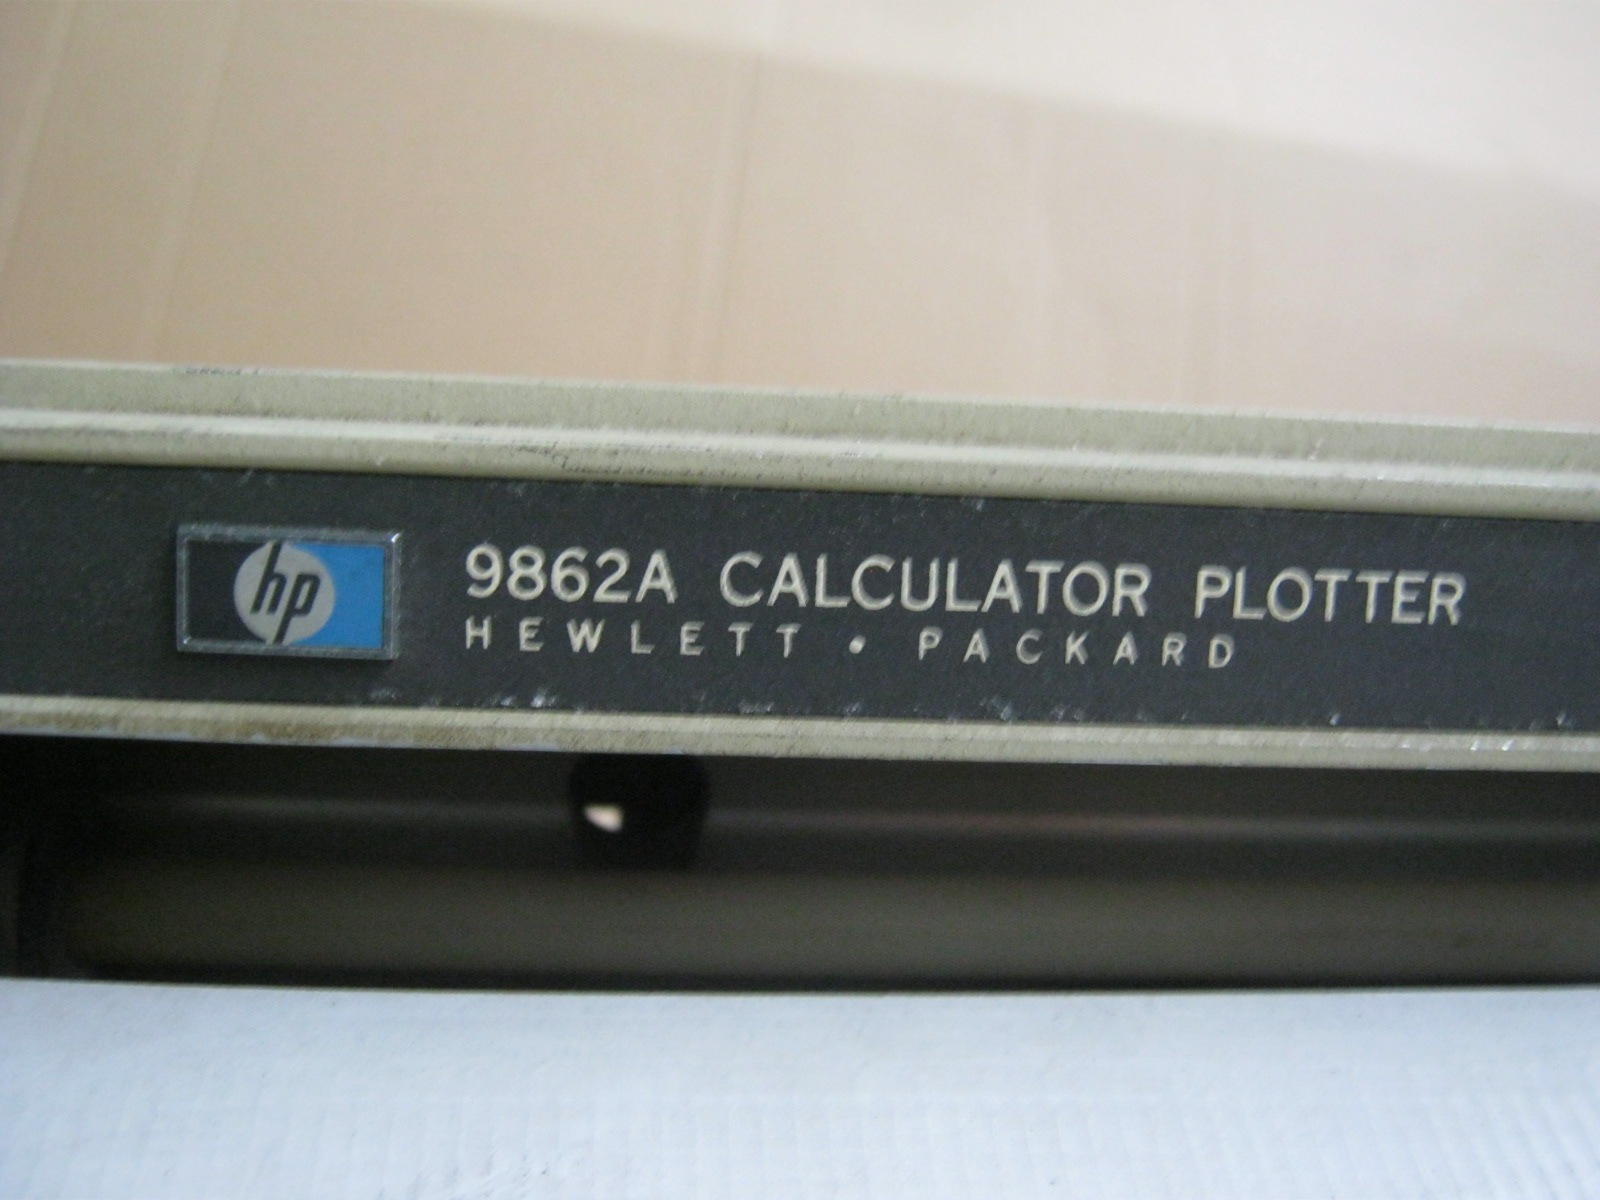 hp
9862A CALCULATOR PLOTTER
HEWLETT • PACKARD